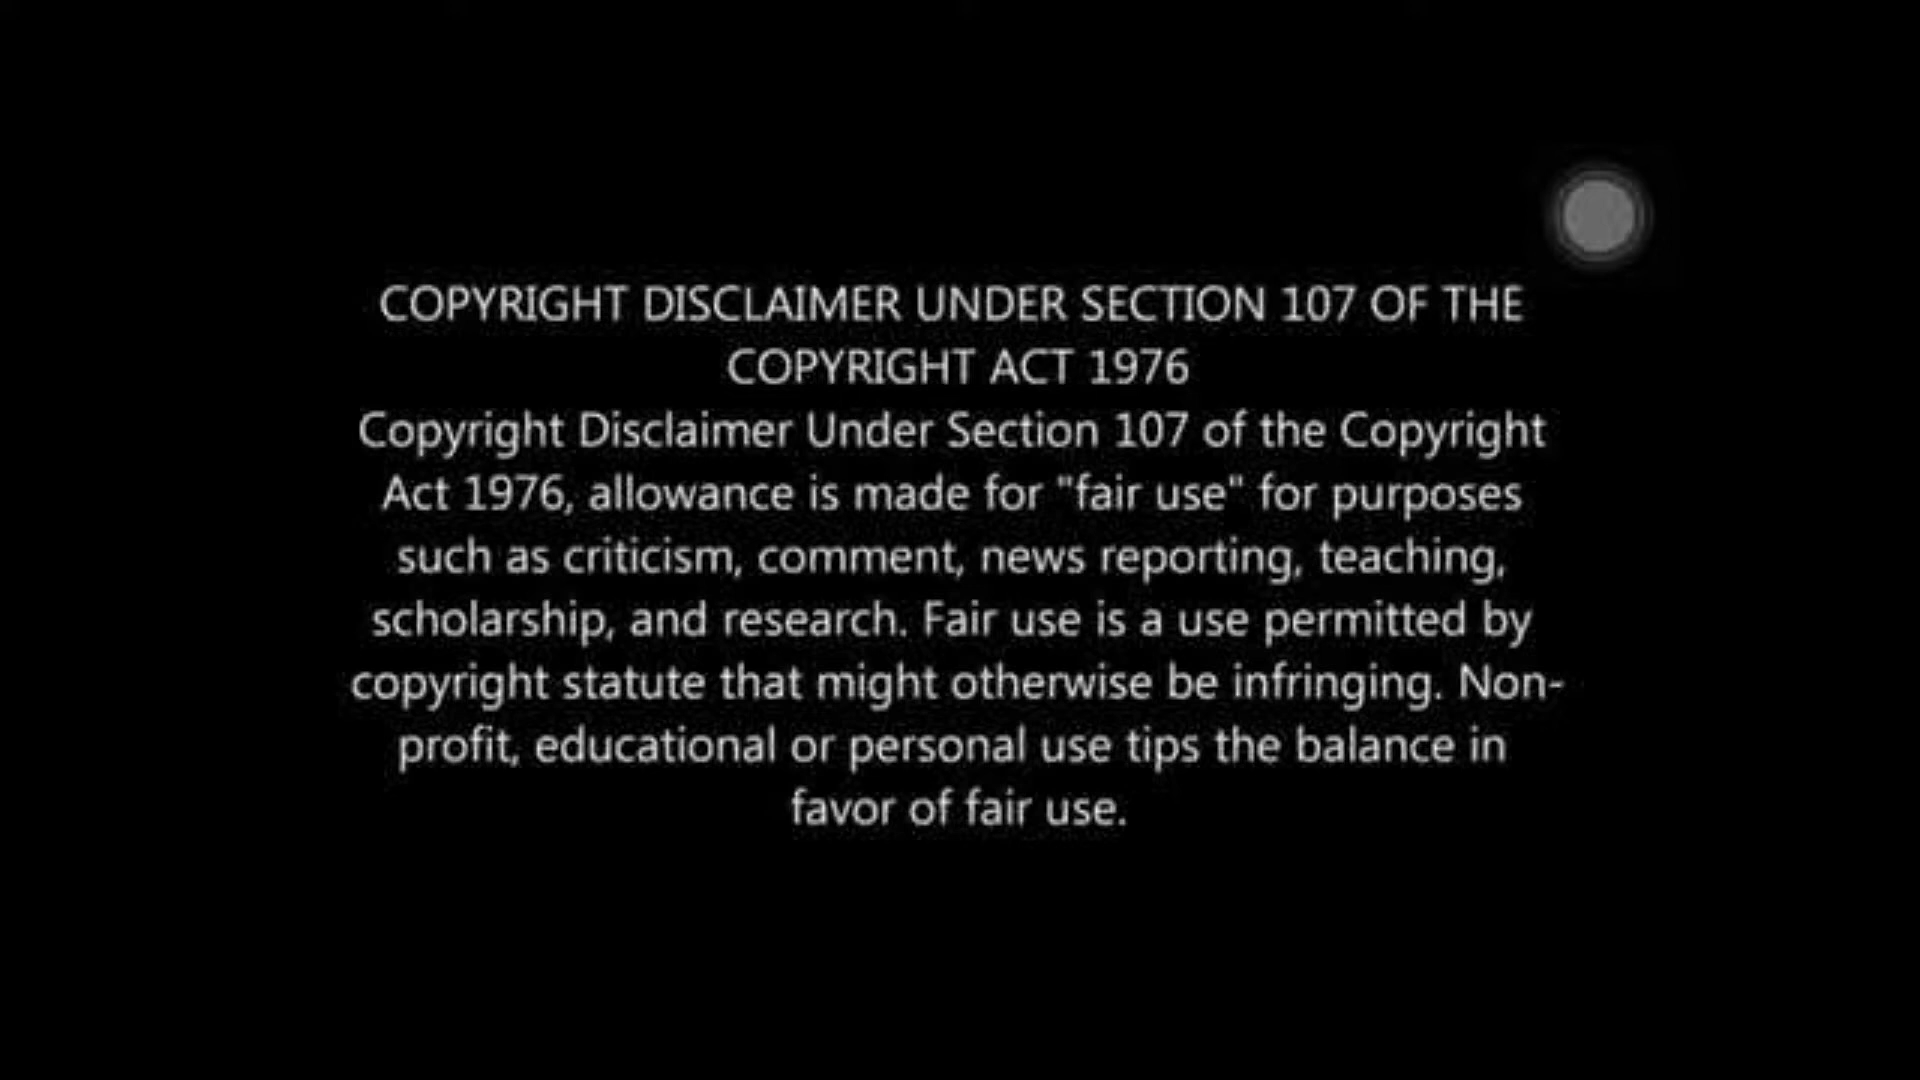 COPYRIGHT DISCLAIMER UNDER SECTION 107 OF THE
COPYRIGHT ACT 1976
Copyright Disclaimer Under Section 107 of the Copyright
Act 1976, allowance is made for "fair use" for purposes
such as criticism, comment, news reporting, teaching,
scholarship, and research. Fair use is a use permitted by
copyright statute that might otherwise be infringing. Non-
profit, educational or personal use tips the balance in
favor of fair use.